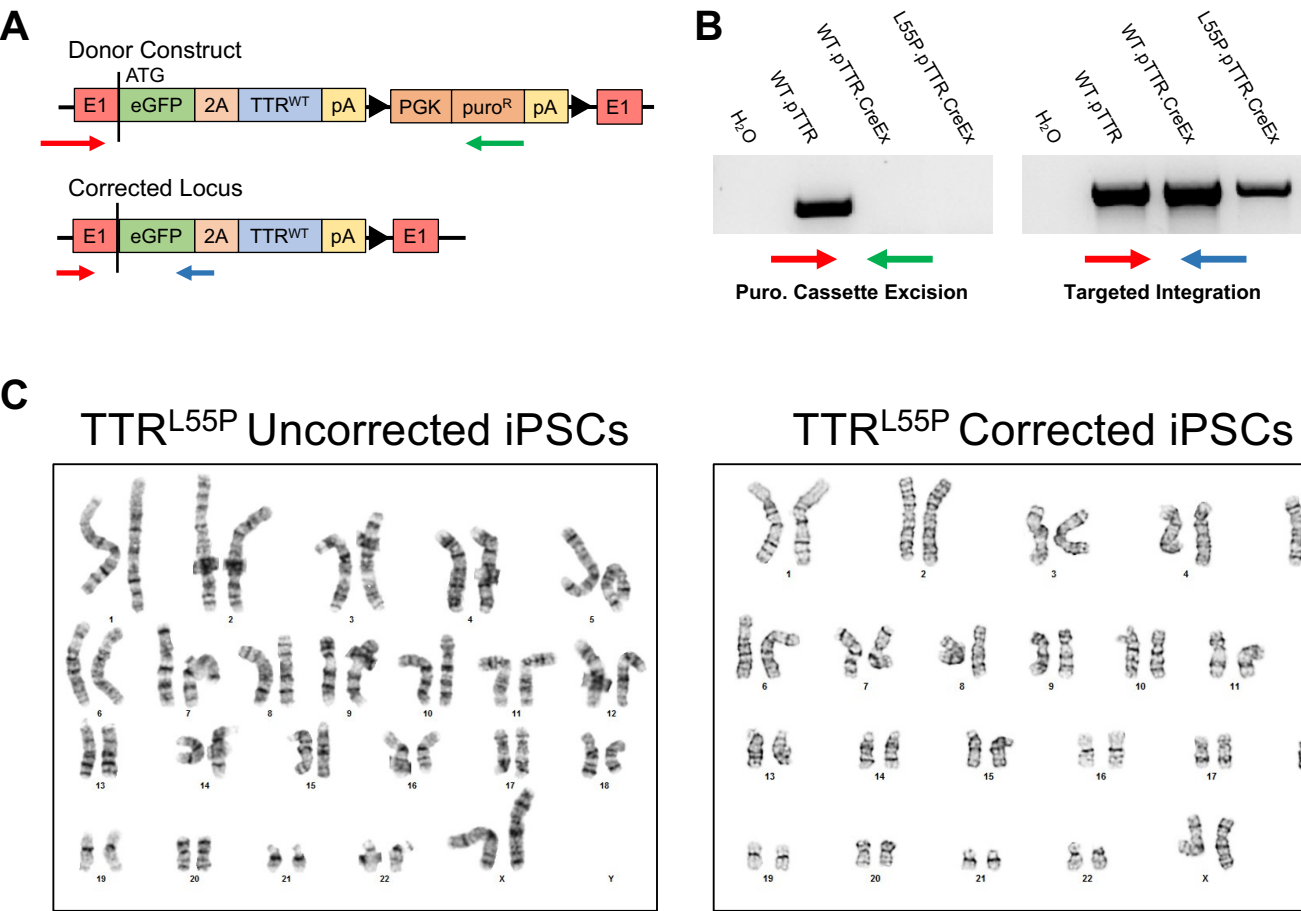 A
Donor Construct
ATG
E1 eGFP 2A TTRWT pA PGK puroR pA E1
Corrected Locus
E1 eGFP 2A TTRWT pA E1
B
H2O WT.pTTR WT.pTTR.CreEx L55P.pTTR.CreEx
H2O WT.pTTR WT.pTTR.CreEx L55P.pTTR.CreEx
Puro. Cassette Excision
Targeted Integration
C
TTRL55P Uncorrected iPSCs
1 2 3 4 5
6 7 8 9 10 11 12
13 14 15 16 17 18
19 20 21 22 X Y
TTRL55P Corrected iPSCs
1 2 3 4
6 7 8 9 10 11
13 14 15 16 17
19 20 21 22 X